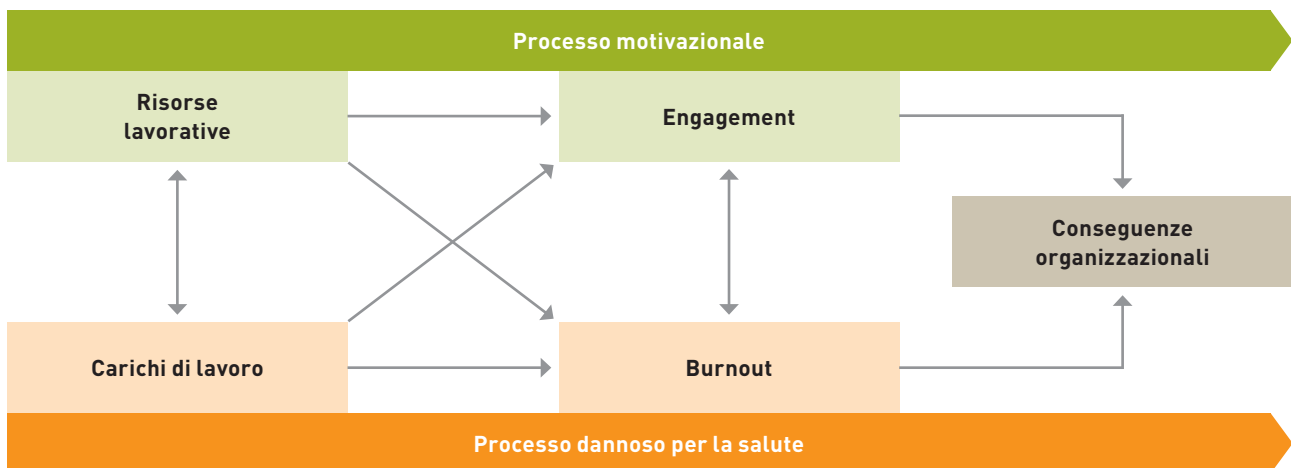 Processo motivazionale
Risorse
lavorative
Engagement
Conseguenze
organizzazionali
Carichi di lavoro
Burnout
Processo dannoso per la salute